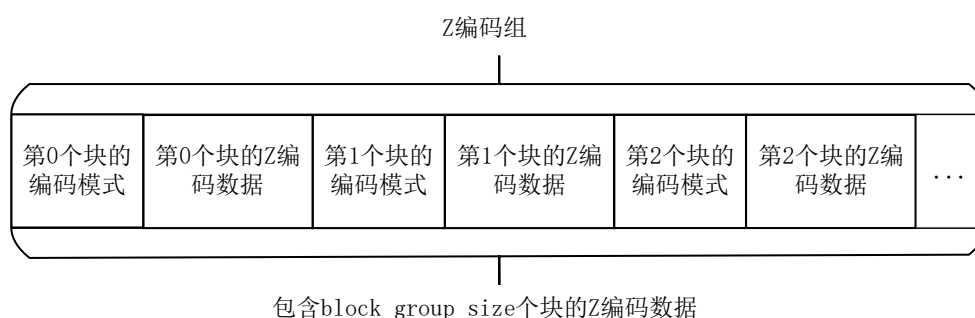 Z编码组
第0个块的
编码模式
第0个块的Z编
码数据
第1个块的
编码模式
第1个块的Z编
码数据
第2个块的
编码模式
第2个块的Z编
码数据
...
包含block group size个块的Z编码数据